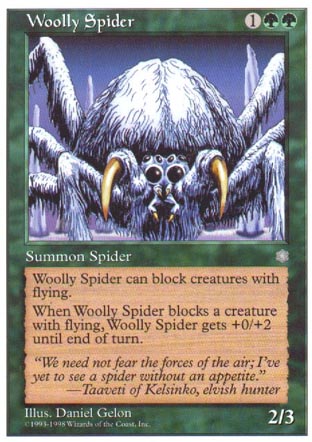 Woolly Spider 1
Summon Spider
Woolly Spider can block creatures with
flying.
When Woolly Spider blocks a creature
with flying, Woolly Spider gets +0/+2
until end of turn.
"We need not fear the forces of the air; I've
yet to see a spider without an appetite."
—Taaveti of Kelsinko, elvish hunter
Illus. Daniel Gelon
©1993-1998 Wizards of the Coast, Inc.
2/3